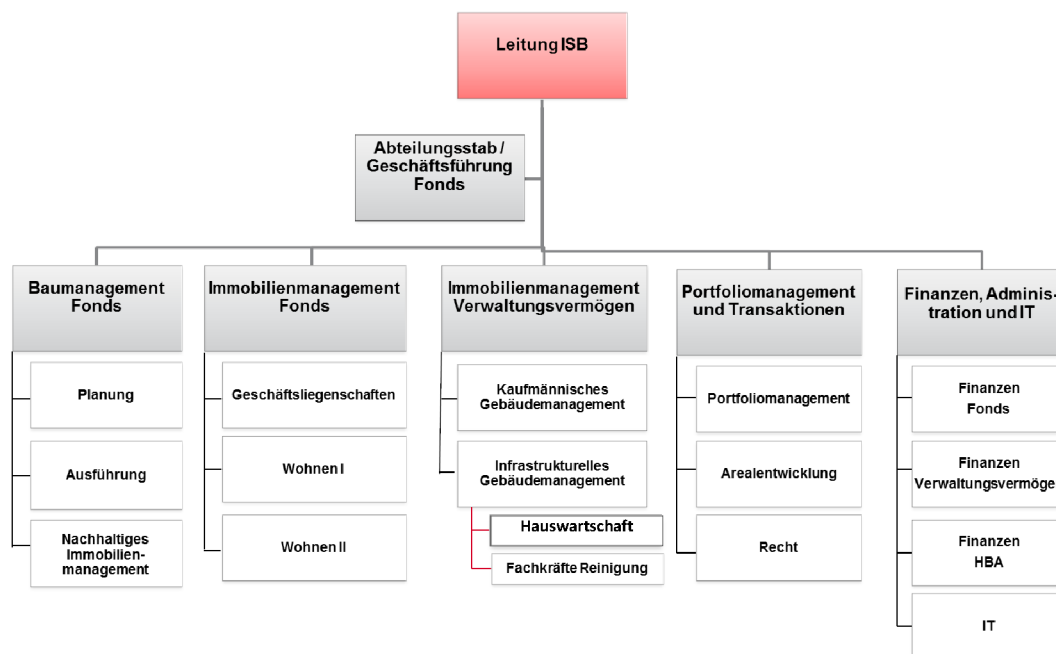 Leitung ISB
Abteilungsstab /
Geschäftsführung
Fonds
Baumanagement
Fonds
Planung
Ausführung
Nachhaltiges
Immobilien-
management
Immobilienmanagement
Fonds
Geschäftsliegenschaften
Wohnen I
Wohnen II
Immobilienmanagement
Verwaltungsvermögen
Kaufmännisches
Gebäudemanagement
Infrastrukturelles
Gebäudemanagement
Hauswartschaft
Fachkräfte Reinigung
Portfoliomanagement
und Transaktionen
Portfoliomanagement
Arealentwicklung
Recht
Finanzen, Adminis-
tration und IT
Finanzen
Fonds
Finanzen
Verwaltungsvermöge
Finanzen
HBA
IT